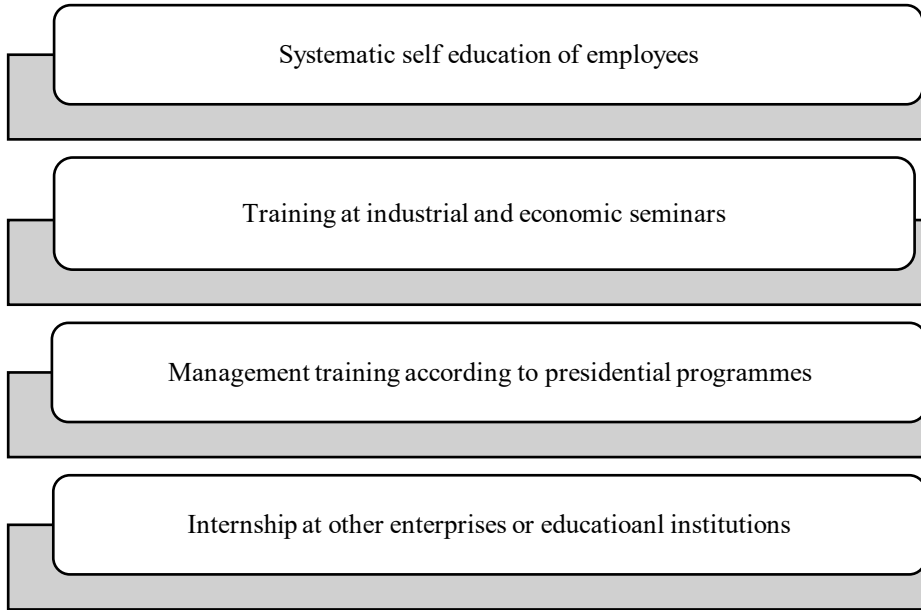 Systematic self education of employees
Training at industrial and economic seminars
Management training according to presidential programmes
Internship at other enterprises or educatioanl institutions